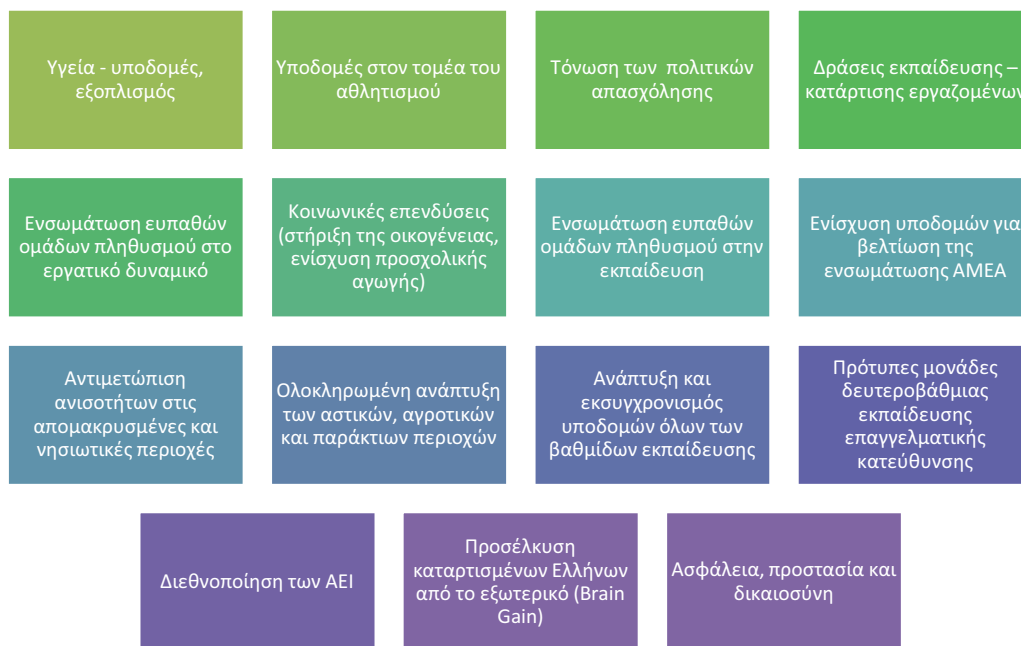 Υγεία - υποδομές,
εξοπλισμός
Υποδομές στον τομέα του
αθλητισμού
Τόνωση των πολιτικών
απασχόλησης
Δράσεις εκπαίδευσης –
κατάρτισης εργαζομένων
Ενσωμάτωση ευπαθών
ομάδων πληθυσμού στο
εργατικό δυναμικό
Κοινωνικές επενδύσεις
(στήριξη της οικογένειας,
ενίσχυση προσχολικής
αγωγής)
Ενσωμάτωση ευπαθών
ομάδων πληθυσμού στην
εκπαίδευση
Ενίσχυση υποδομών για
βελτίωση της
ενσωμάτωσης ΑΜΕΑ
Αντιμετώπιση
ανισοτήτων στις
απομακρυσμένες και
νησιωτικές περιοχές
Ολοκληρωμένη ανάπτυξη
των αστικών, αγροτικών
και παράκτιων περιοχών
Ανάπτυξη και
εκσυγχρονισμός
υποδομών όλων των
βαθμίδων εκπαίδευσης
Πρότυπες μονάδες
δευτεροβάθμιας
εκπαίδευσης
επαγγελματικής
κατεύθυνσης
Διεθνοποίηση των ΑΕΙ
Προσέλκυση
καταρτισμένων Ελλήνων
από το εξωτερικό (Brain
Gain)
Ασφάλεια, προστασία και
δικαιοσύνη